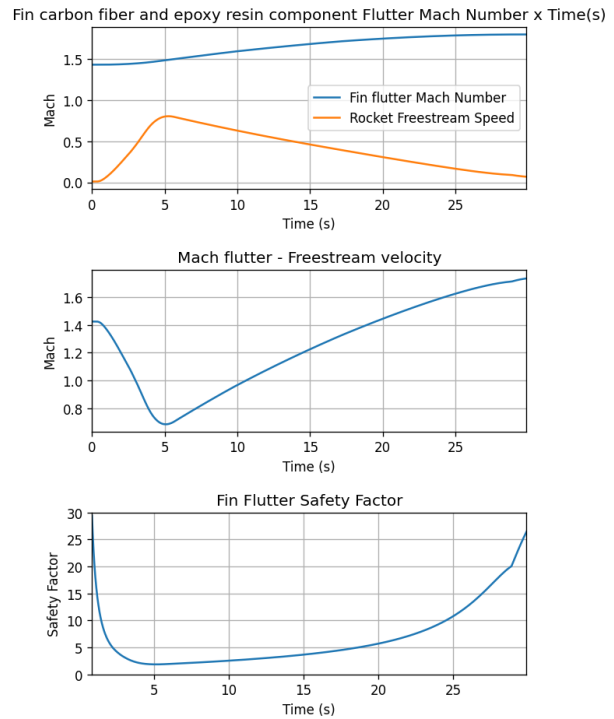 Fin carbon fiber and epoxy resin component Flutter Mach Number x Time(s)
1.5
1.0
0.5
0.0
Mach
Fin flutter Mach Number
Rocket Freestream Speed
0 5 10 15 20 25
Time (s)
Mach flutter - Freestream velocity
1.6
1.4
1.2
1.0
0.8
Mach
0 5 10 15 20 25
Time (s)
Fin Flutter Safety Factor
30
25
20
15
10
5
0
Safety Factor
5 10 15 20 25
Time (s)